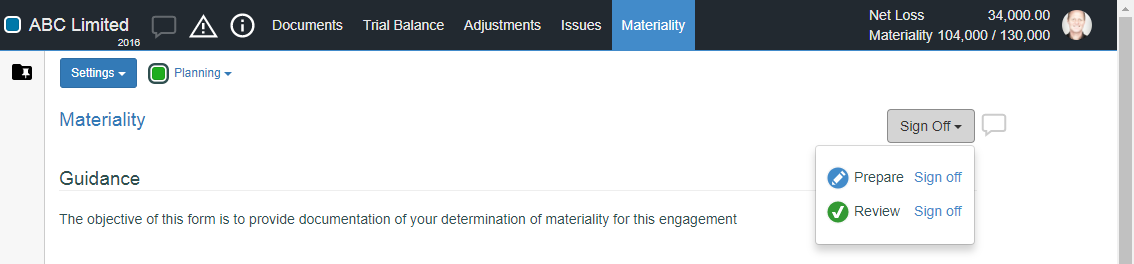 ABC Limited
2016
Documents
Trial Balance
Adjustments
Issues
Materiality
Net Loss 34,000.00
Materiality 104,000 / 130,000
Settings
Planning
Materiality
Sign Off
Prepare Sign off
Review Sign off
Guidance
The objective of this form is to provide documentation of your determination of materiality for this engagement